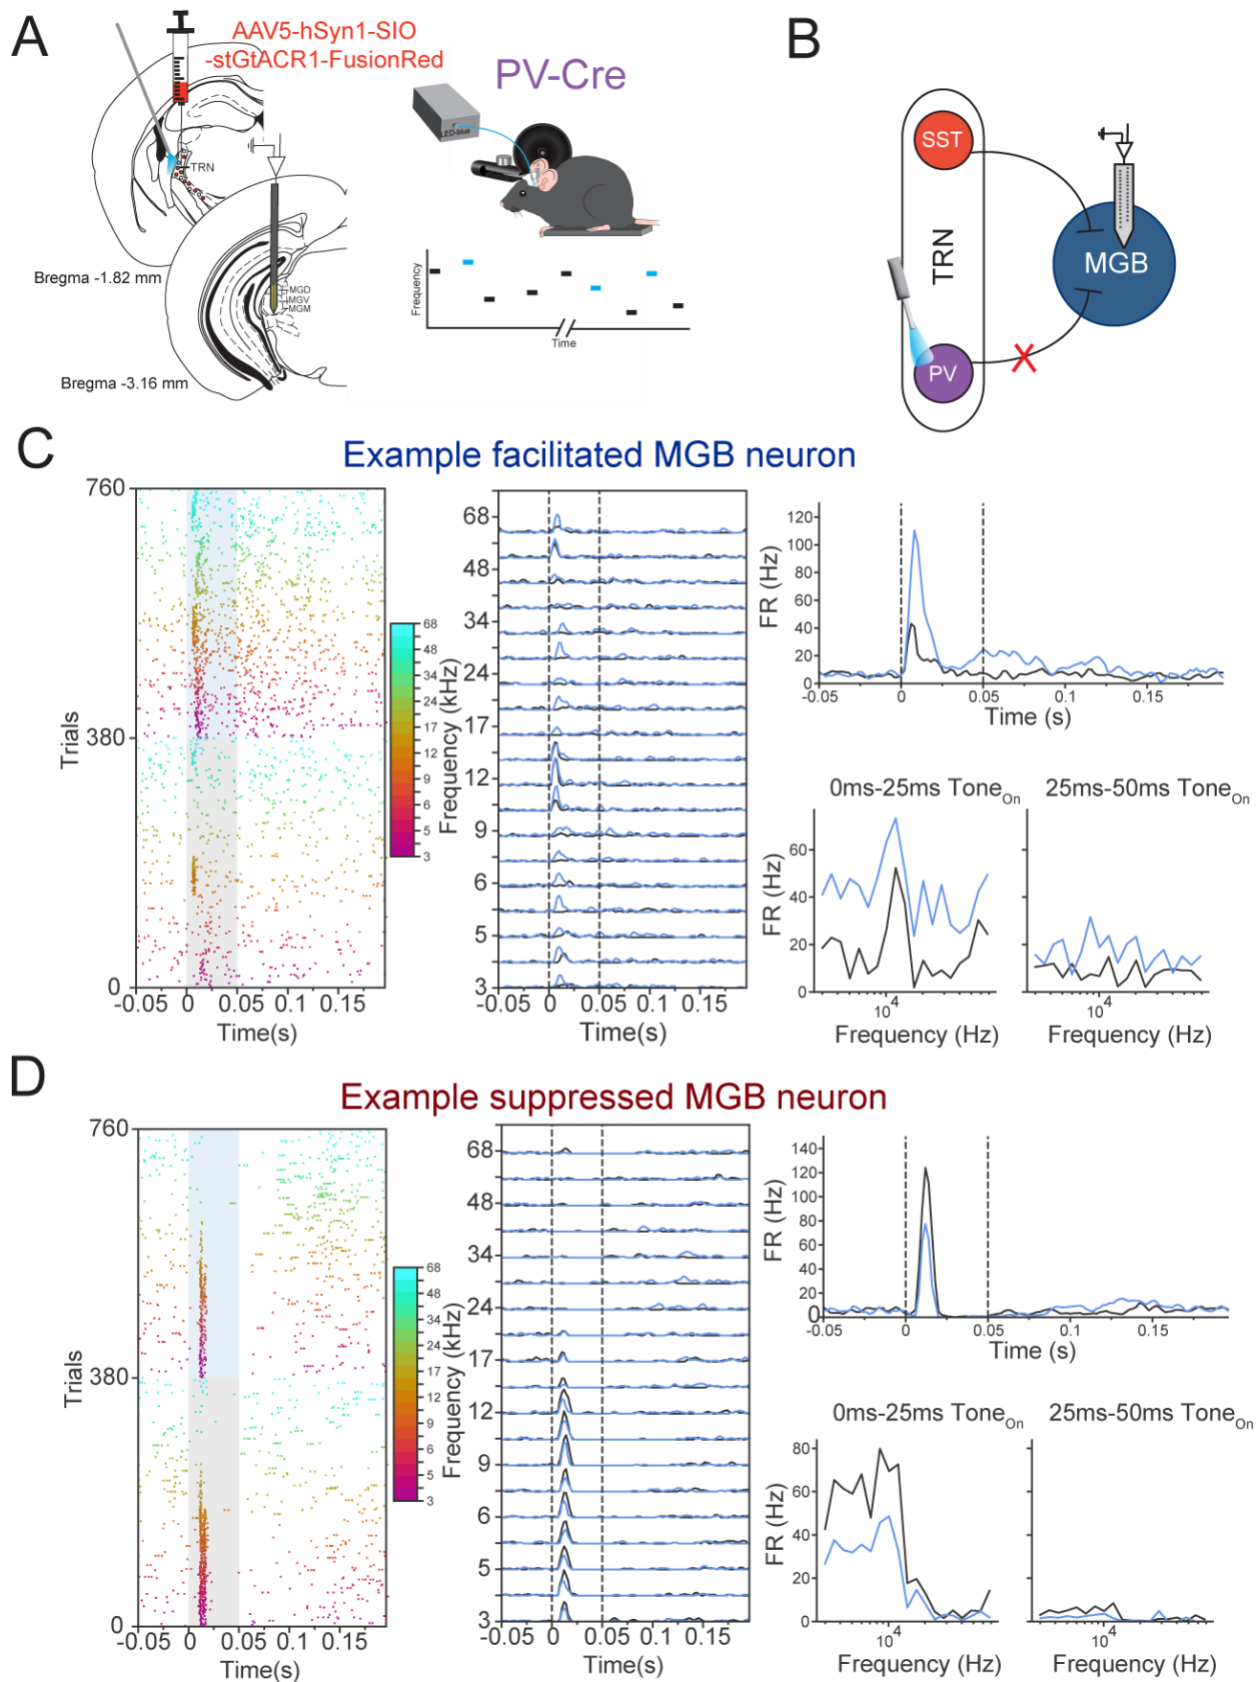 A
AAV5-hSyn1-SIO
-stGtACR1-FusionRed
TRN
Bregma -1.82 mm
MGD
MGV
MGM
Bregma -3.16 mm
PV-Cre
LED-blue
Frequency
Time
B
SST
TRN
MGB
PV
C
Example facilitated MGB neuron
760
380
0
Trials
-0.05 0 0.05 0.1 0.15
Time(s)
68
48
34
24
17
12
9
6
5
3
Frequency (kHz)
68
48
34
24
17
12
9
6
5
3
-0.05 0 0.05 0.1 0.15
Time(s)
120
100
80
60
40
20
0
FR (Hz)
-0.05 0 0.05 0.1 0.15
Time (s)
0ms-25ms ToneOn
25ms-50ms ToneOn
60
40
20
0
FR (Hz)
10^4
10^4
Frequency (Hz)
Frequency (Hz)
D
Example suppressed MGB neuron
760
380
0
Trials
-0.05 0 0.05 0.1 0.15
Time(s)
68
48
34
24
17
12
9
6
5
3
Frequency (kHz)
68
48
34
24
17
12
9
6
5
3
-0.05 0 0.05 0.1 0.15
Time(s)
140
120
100
80
60
40
20
0
FR (Hz)
-0.05 0 0.05 0.1 0.15
Time (s)
0ms-25ms ToneOn
25ms-50ms ToneOn
80
60
40
20
0
FR (Hz)
10^4
10^4
Frequency (Hz)
Frequency (Hz)